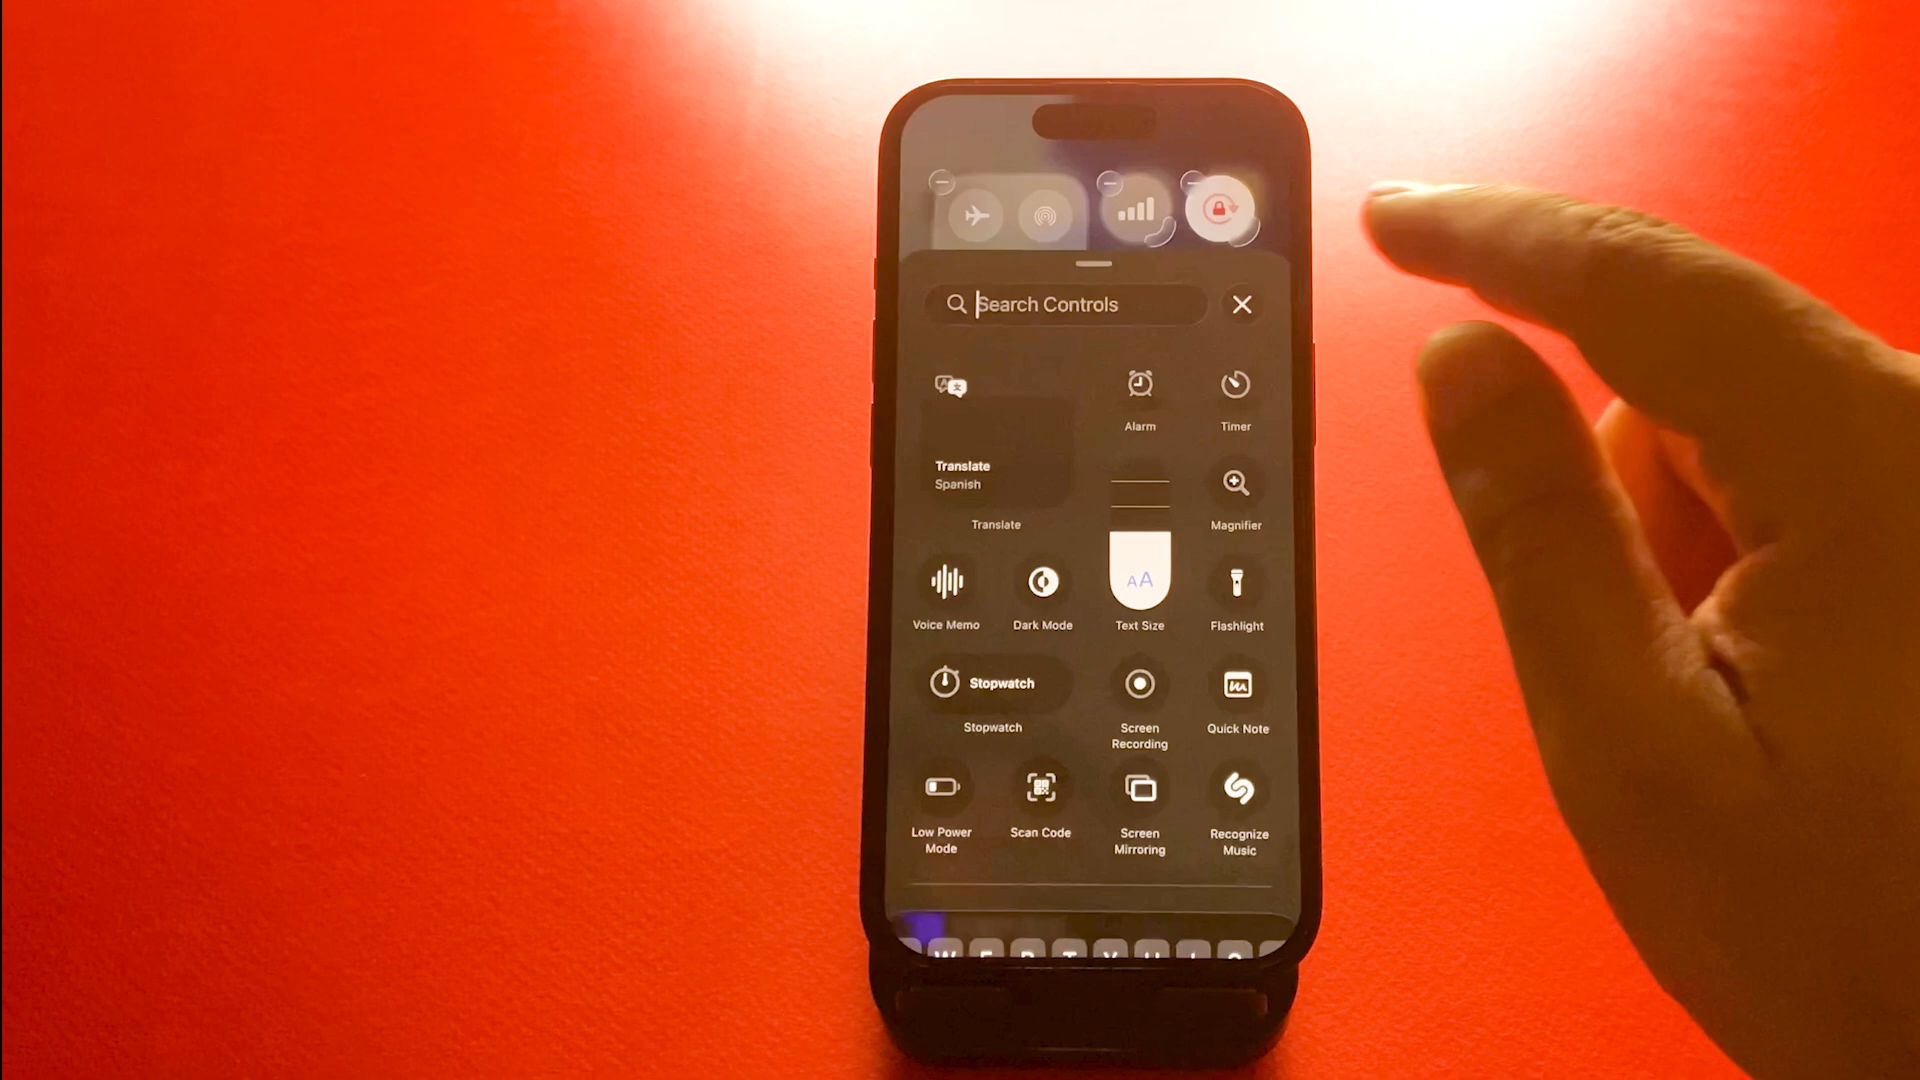 Search Controls
Alarm
Timer
Translate
Spanish
Translate
Magnifier
AA
Voice Memo
Dark Mode
Text Size
Flashlight
Stopwatch
Stopwatch
Screen
Recording
Quick Note
Low Power
Mode
Scan Code
Screen
Mirroring
Recognize
Music